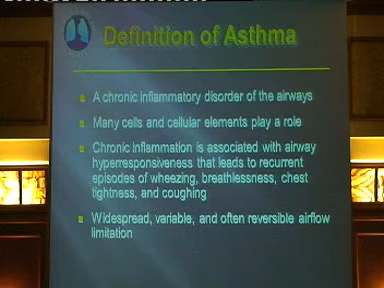 Definition of Asthma
A chronic inflammatory disorder of the airways
Many cells and cellular elements play a role
Chronic inflammation is associated with airway
hyperresponsiveness that leads to recurrent
episodes of wheezing, breathlessness, chest
tightness, and coughing
Widespread, variable, and often reversible airflow
limitation